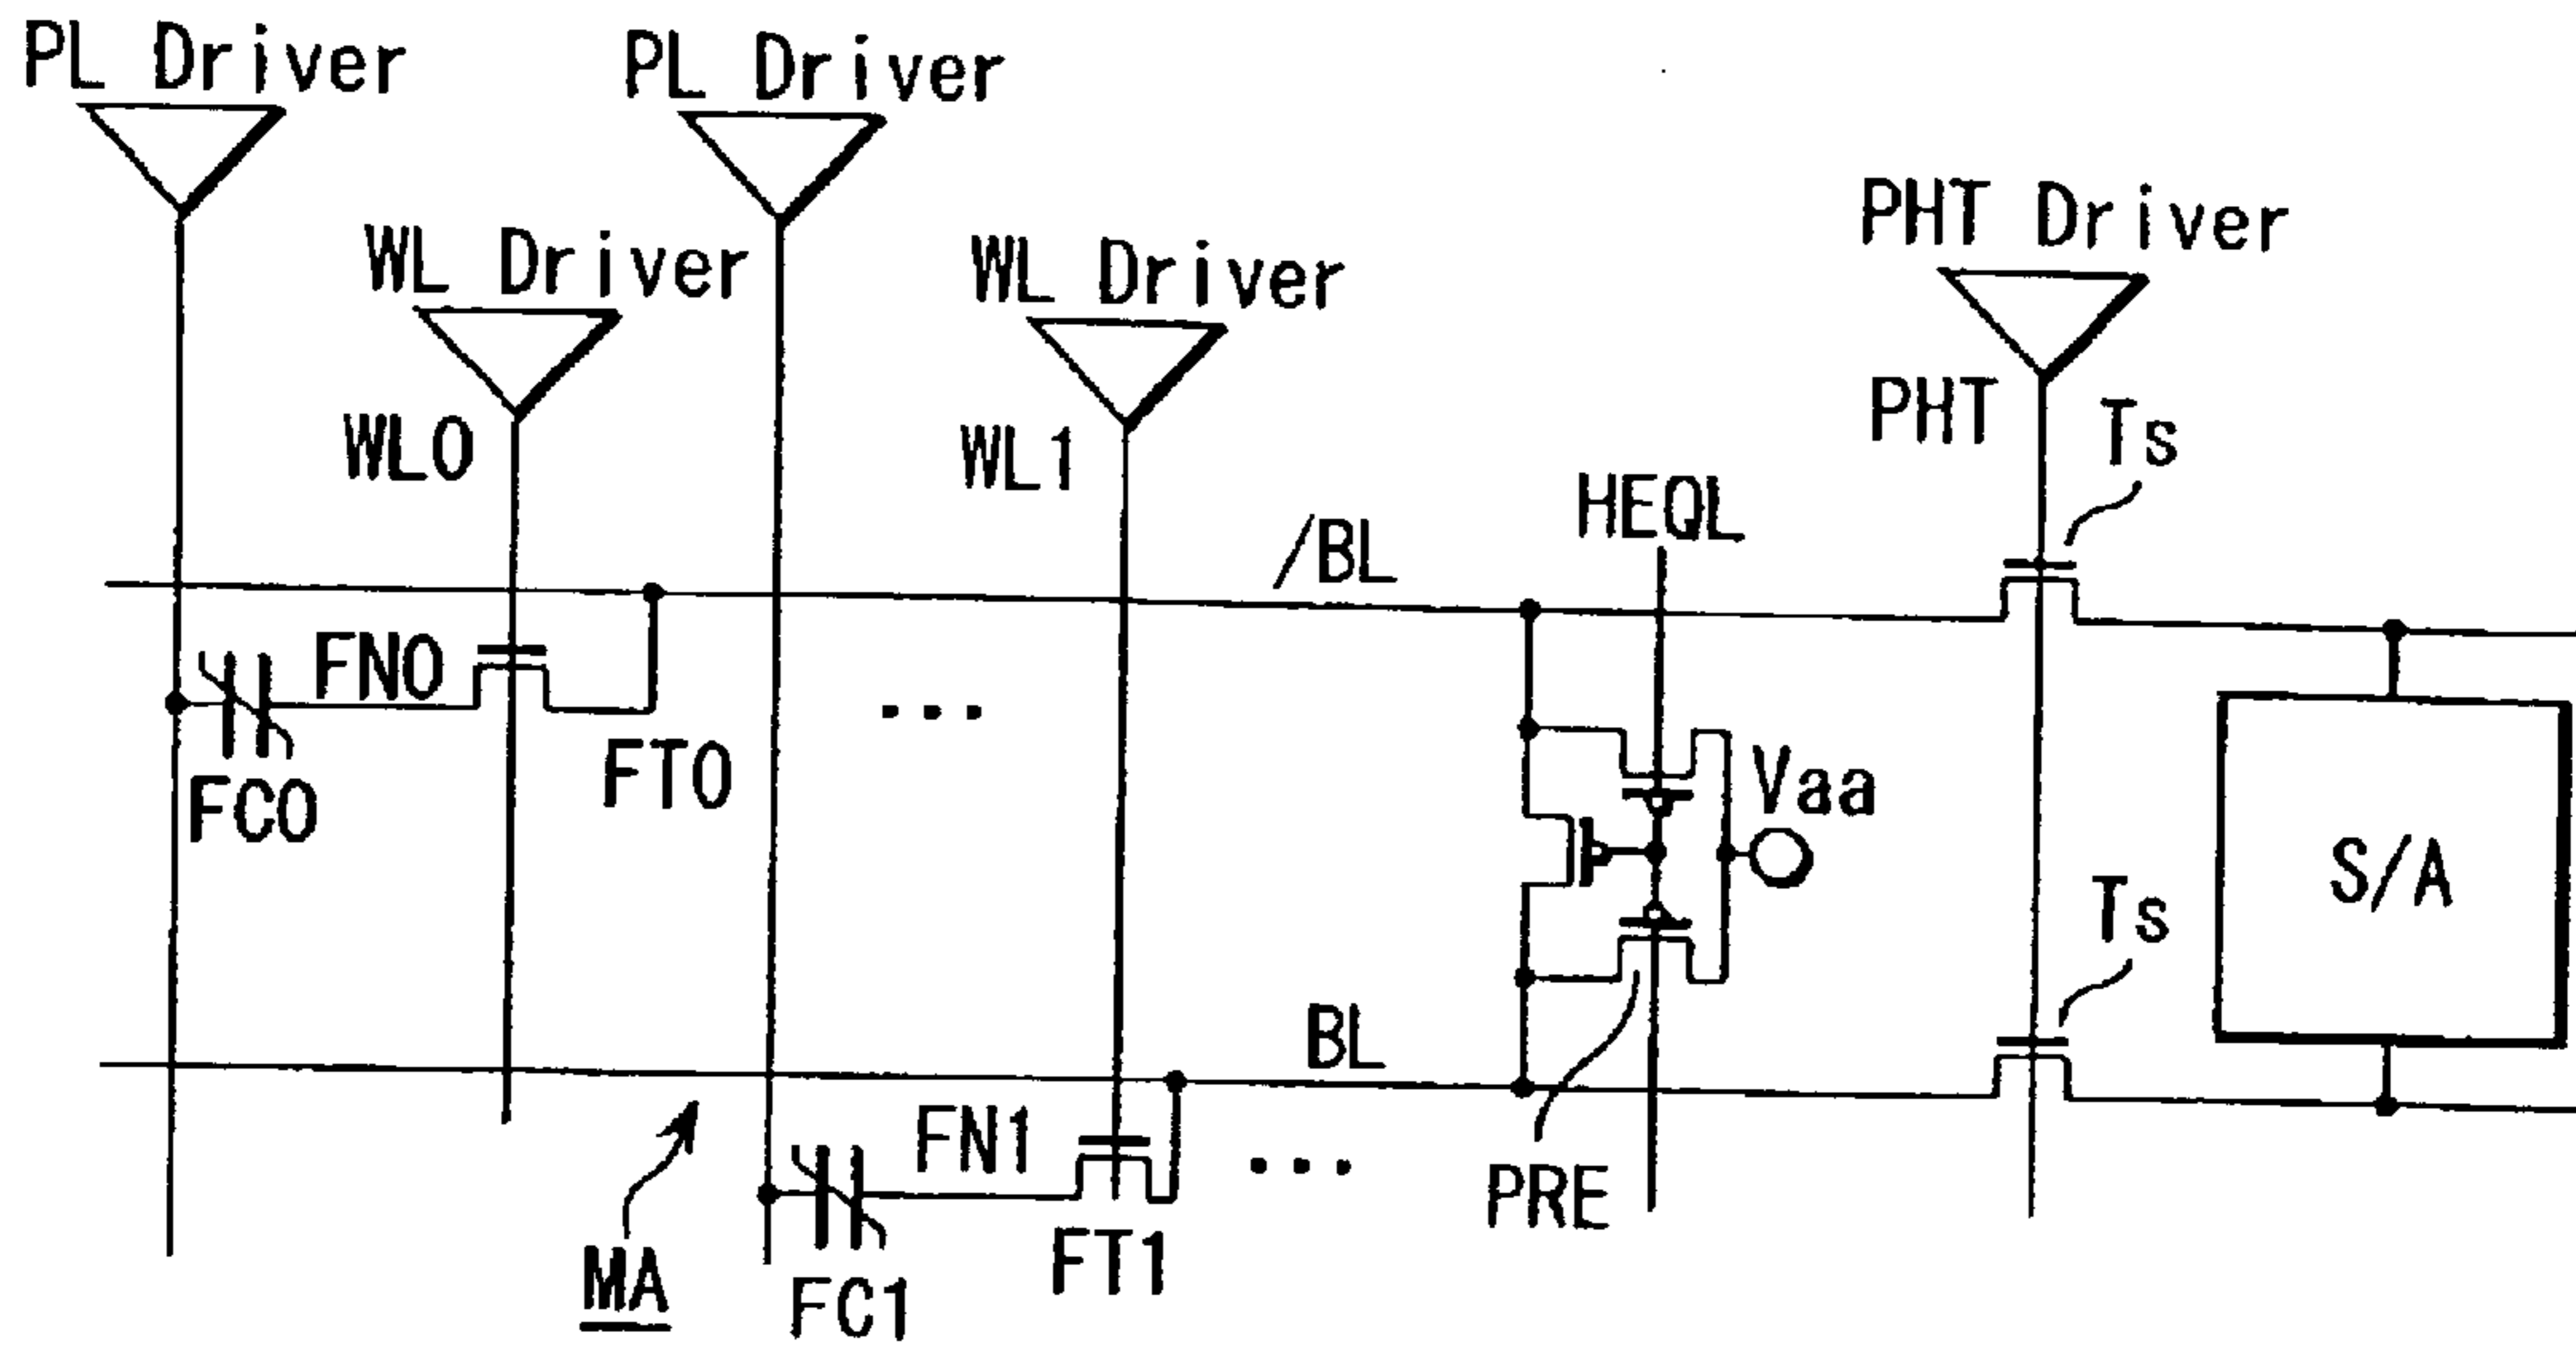 PL Driver
PL Driver
PHT Driver
WL Driver
WL Driver
PHT
Ts
WL0
WL1
HEQL
/BL
FN0
FT0
Vaa
FC0
S/A
Ts
BL
FN1
PRE
FT1
MA
FC1